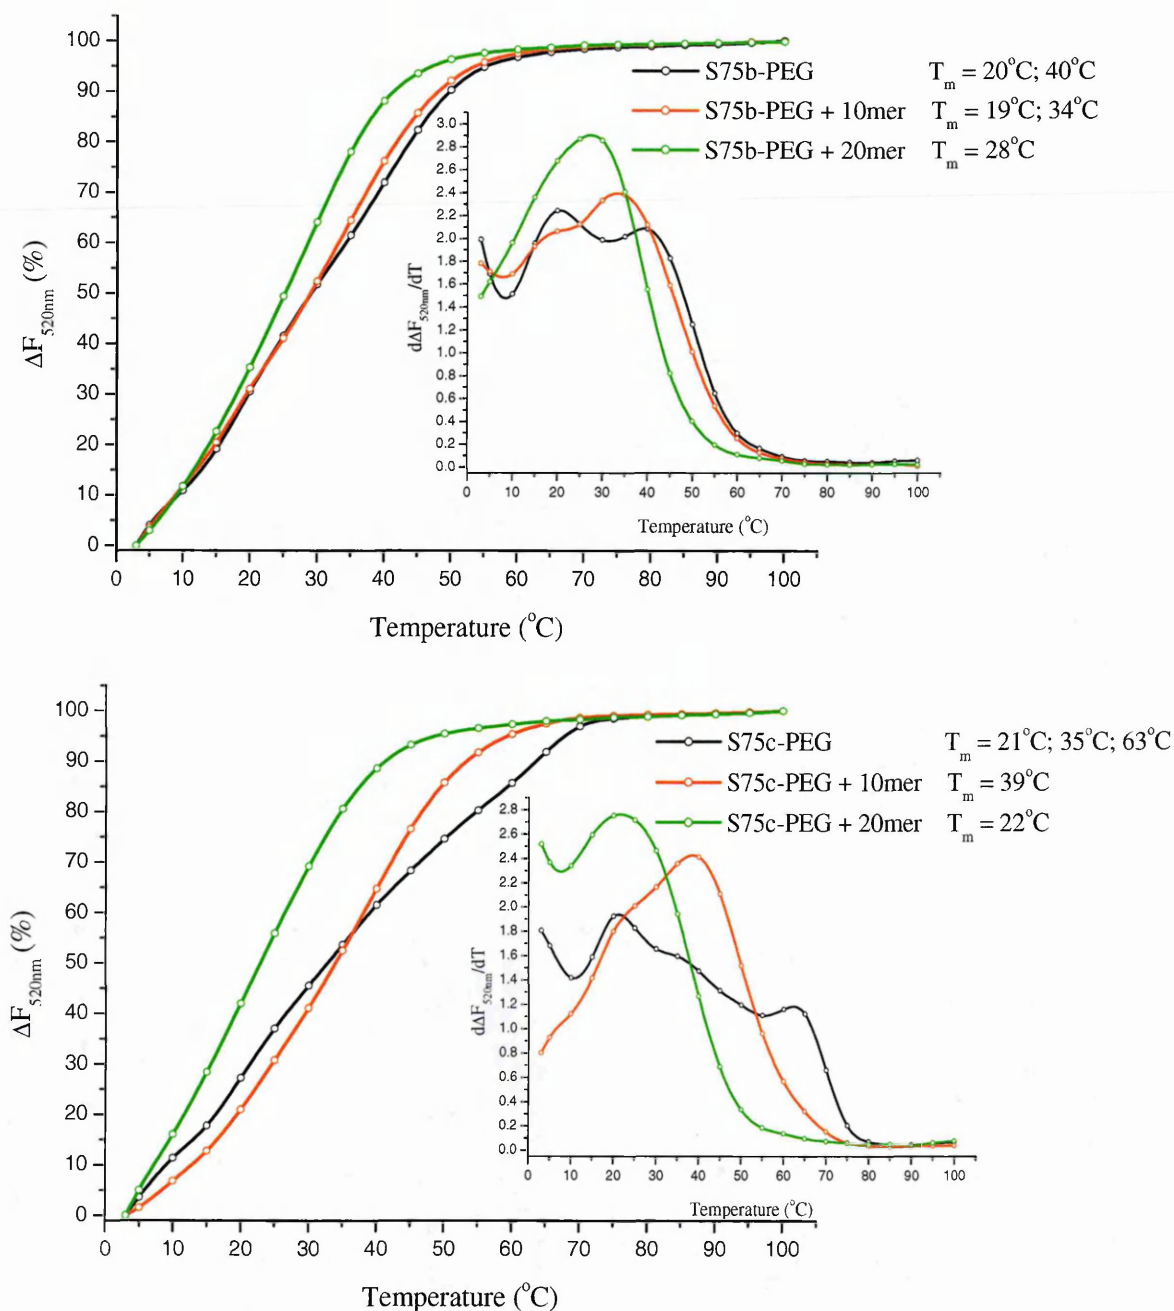 100
90
80
70
60
50
40
30
20
10
0
ΔF520nm (%)
0 10 20 30 40 50 60 70 80 90 100
Temperature (°C)
S75b-PEG Tm = 20°C; 40°C
S75b-PEG + 10mer Tm = 19°C; 34°C
S75b-PEG + 20mer Tm = 28°C
3.0
2.8
2.6
2.4
2.2
2.0
1.8
1.6
1.4
1.2
1.0
0.8
0.6
0.4
0.2
0.0
dΔF520nm/dT
0 10 20 30 40 50 60 70 80 90 100
Temperature (°C)
100
90
80
70
60
50
40
30
20
10
0
ΔF520nm (%)
0 10 20 30 40 50 60 70 80 90 100
Temperature (°C)
S75c-PEG Tm = 21°C; 35°C; 63°C
S75c-PEG + 10mer Tm = 39°C
S75c-PEG + 20mer Tm = 22°C
2.8
2.6
2.4
2.2
2.0
1.8
1.6
1.4
1.2
1.0
0.8
0.6
0.4
0.2
0.0
dΔF520nm/dT
0 10 20 30 40 50 60 70 80 90 100
Temperature (°C)